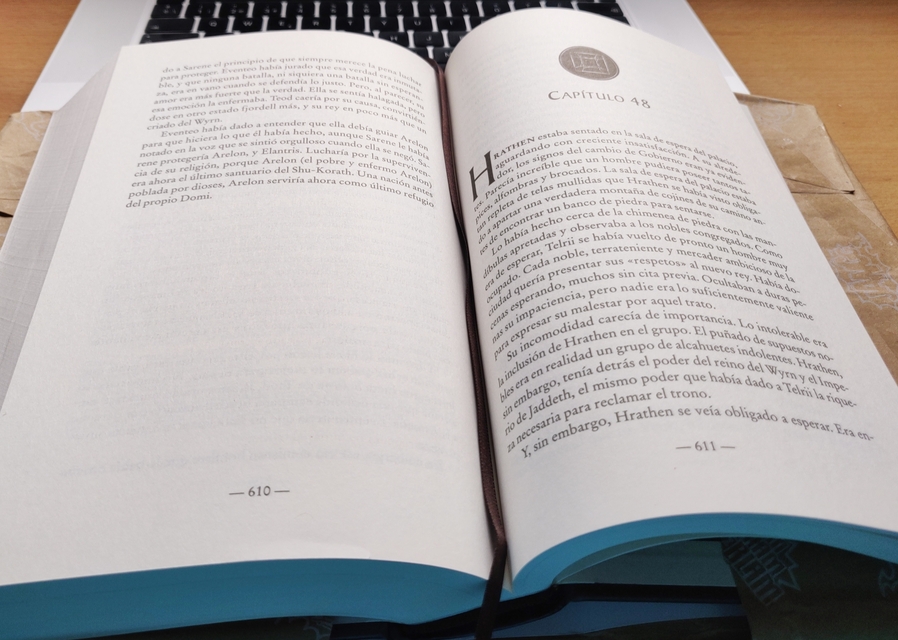 do a Sarene el principio de que siempre merece la pena luchar
para proteger. Eventeo había jurado que esa verdad era inmuta-
ble, y que ninguna batalla, ni siquiera una batalla sin esperan-
za, era en vano cuando se defendía lo justo. Pero, al parecer, su
amor era más fuerte que la verdad. Ella se sentía halagada, pero
esa emoción la enfermaba. Teod caería por su causa, convirtién-
dose en otro estado fjordell más, y su rey en poco más que un
criado del Wyrn.
Eventeo había dado a entender que ella debía guiar Arelon
para que hiciera lo que él había hecho, aunque Sarene le había
notado en la voz que se sintió orgulloso cuando ella se negó. Sa-
rene protegería Arelon, y Elantris. Lucharía por la superviven-
cia de su religión, porque Arelon (el pobre y enfermo Arelon)
era ahora el último santuario del Shu-Korath. Una nación antes
poblada por dioses, Arelon serviría ahora como último refugio
del propio Domi.
— 610 —
CAPÍTULO 48
HRATHEN estaba sentado en la sala de espera del palacio,
aguardando con creciente insatisfacción. A su alrede-
dor, los signos del cambio de Gobierno eran ya eviden-
tes. Parecía increíble que un hombre pudiera poseer tantos ta-
pices, alfombras y brocados. La sala de espera del palacio estaba
tan repleta de telas mullidas que Hrathen se había visto obliga-
do a apartar una verdadera montaña de cojines de su camino an-
tes de encontrar un banco de piedra para sentarse.
Lo había hecho cerca de la chimenea de piedra con las man-
díbulas apretadas y observaba a los nobles congregados. Como
era de esperar, Telrii se había vuelto de pronto un hombre muy
ocupado. Cada noble, terrateniente y mercader ambicioso de la
ciudad quería presentar sus «respetos» al nuevo rey. Había do-
cenas esperando, muchos sin cita previa. Ocultaban a duras pe-
nas su impaciencia, pero nadie era lo suficientemente valiente
para expresar su malestar por aquel trato.
Su incomodidad carecía de importancia. Lo intolerable era
la inclusión de Hrathen en el grupo. El puñado de supuestos no-
bles era en realidad un grupo de alcahuetes indolentes. Hrathen,
sin embargo, tenía detrás el poder del reino del Wyrn y el Impe-
rio de Jaddeth, el mismo poder que había dado a Telrii la rique-
za necesaria para reclamar el trono.
Y, sin embargo, Hrathen se veía obligado a esperar. Era en-
— 611 —